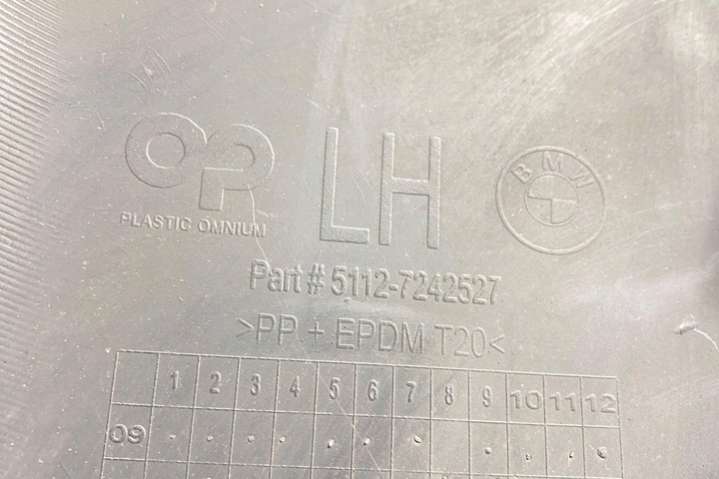 OP
PLASTIC OMNIUM
LH
BMW
Part # 5112-7242527
>PP + EPDM T20<
1 2 3 4 5 6 7 8 9 10 11 12
09